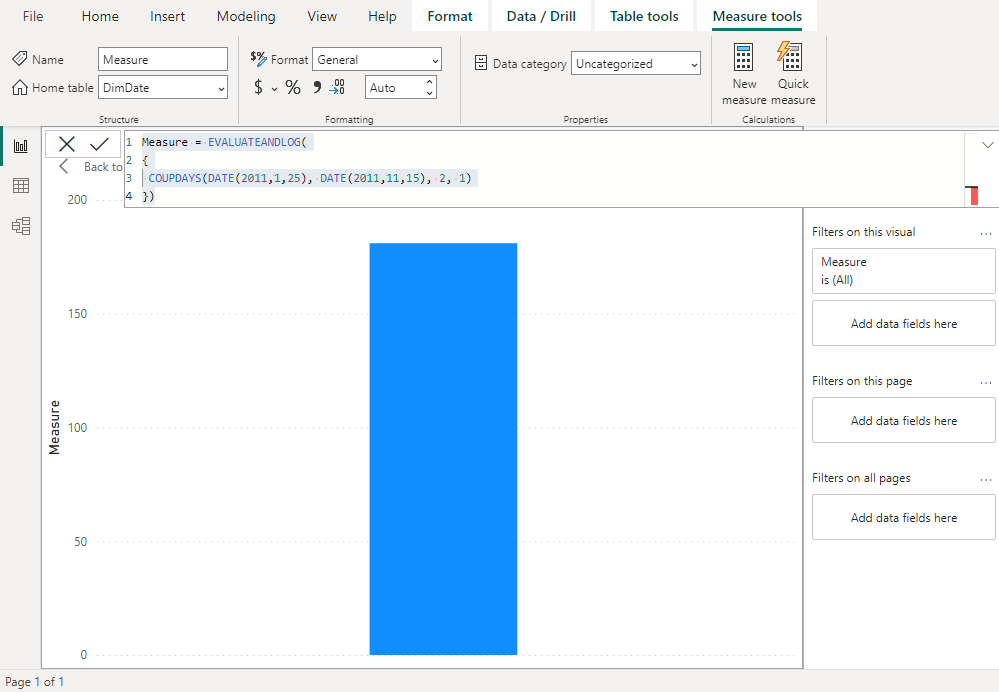 File Home Insert Modeling View Help Format Data / Drill Table tools Measure tools
Name Measure
Home table DimDate
Structure
$% Format General
$ % 9 .00 Auto
Formatting
Data category Uncategorized
Properties
New measure
Quick measure
Calculations
1 Measure = EVALUATEANDLOG(
2 {
3 COUPDAYS(DATE(2011,1,25), DATE(2011,11,15), 2, 1)
4 })
Back to
200
150
100
50
0
Measure
Filters on this visual ...
Measure
is (All)
Add data fields here
Filters on this page ...
Add data fields here
Filters on all pages ...
Add data fields here
Page 1 of 1